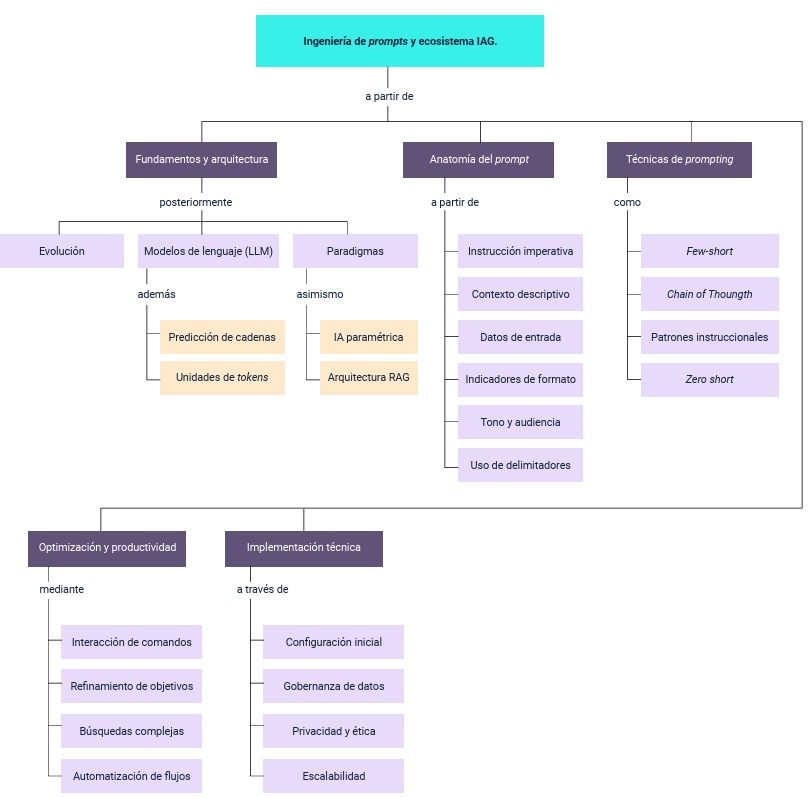 Ingeniería de prompts y ecosistema IAG.
a partir de
Fundamentos y arquitectura
Anatomía del prompt
Técnicas de prompting
posteriormente
a partir de
como
Evolución
Modelos de lenguaje (LLM)
Paradigmas
Instrucción imperativa
Few-short
además
asimismo
Contexto descriptivo
Chain of Thoungth
Predicción de cadenas
IA paramétrica
Datos de entrada
Patrones instruccionales
Unidades de tokens
Arquitectura RAG
Indicadores de formato
Zero short
Tono y audiencia
Uso de delimitadores
Optimización y productividad
Implementación técnica
mediante
a través de
Interacción de comandos
Configuración inicial
Refinamiento de objetivos
Gobernanza de datos
Búsquedas complejas
Privacidad y ética
Automatización de flujos
Escalabilidad